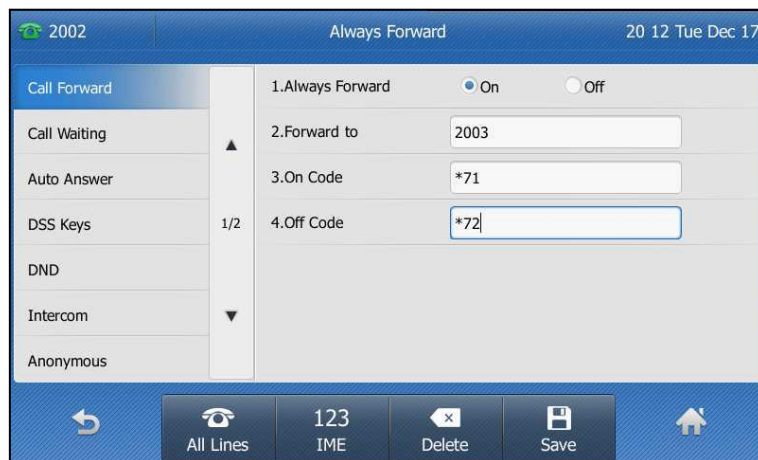 2002 Always Forward 20 12 Tue Dec 17
Call Forward
Call Waiting
Auto Answer
DSS Keys
DND
Intercom
Anonymous
1/2
1.Always Forward On Off
2.Forward to 2003
3.On Code *71
4.Off Code *72
All Lines
123
IME
Delete
Save